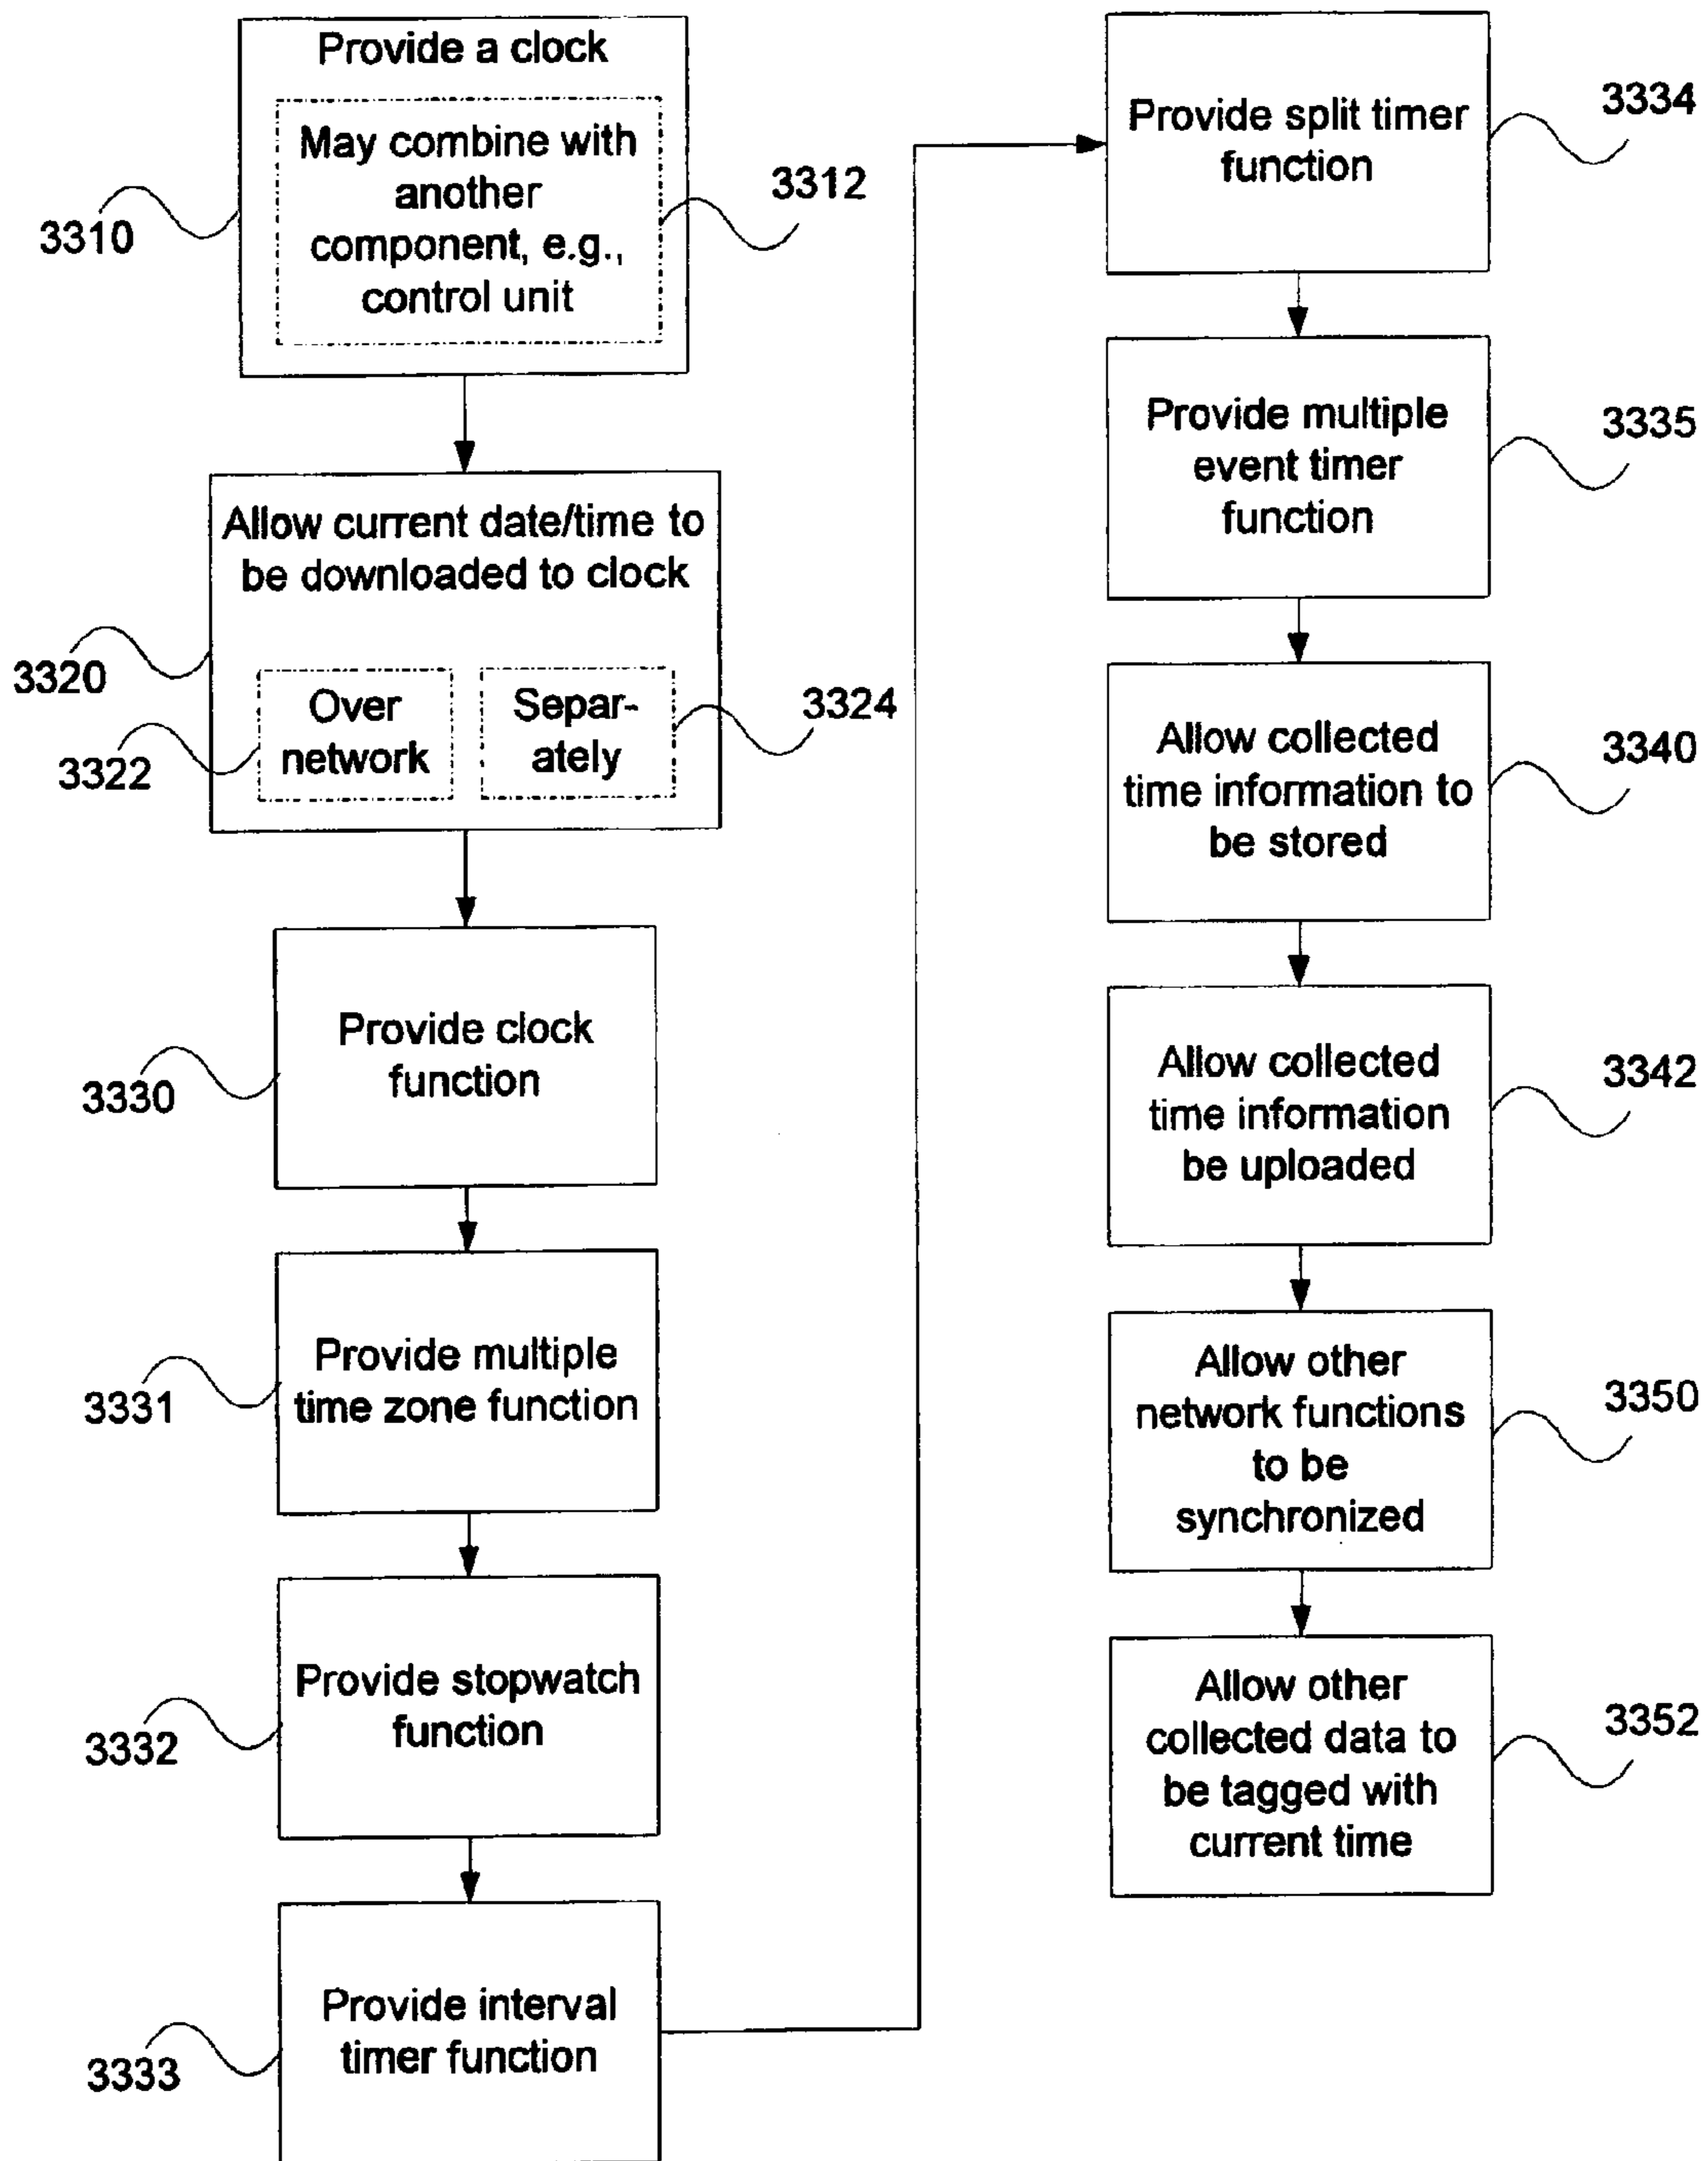 Provide a clock
May combine with
another
component, e.g.,
control unit
3310
3312
Allow current date/time to
be downloaded to clock
3320
Over
network
3322
Separ-
ately
3324
Provide clock
function
3330
Provide multiple
time zone function
3331
Provide stopwatch
function
3332
Provide interval
timer function
3333
Provide split timer
function
3334
Provide multiple
event timer
function
3335
Allow collected
time information to
be stored
3340
Allow collected
time information
be uploaded
3342
Allow other
network functions
to be
synchronized
3350
Allow other
collected data to
be tagged with
current time
3352